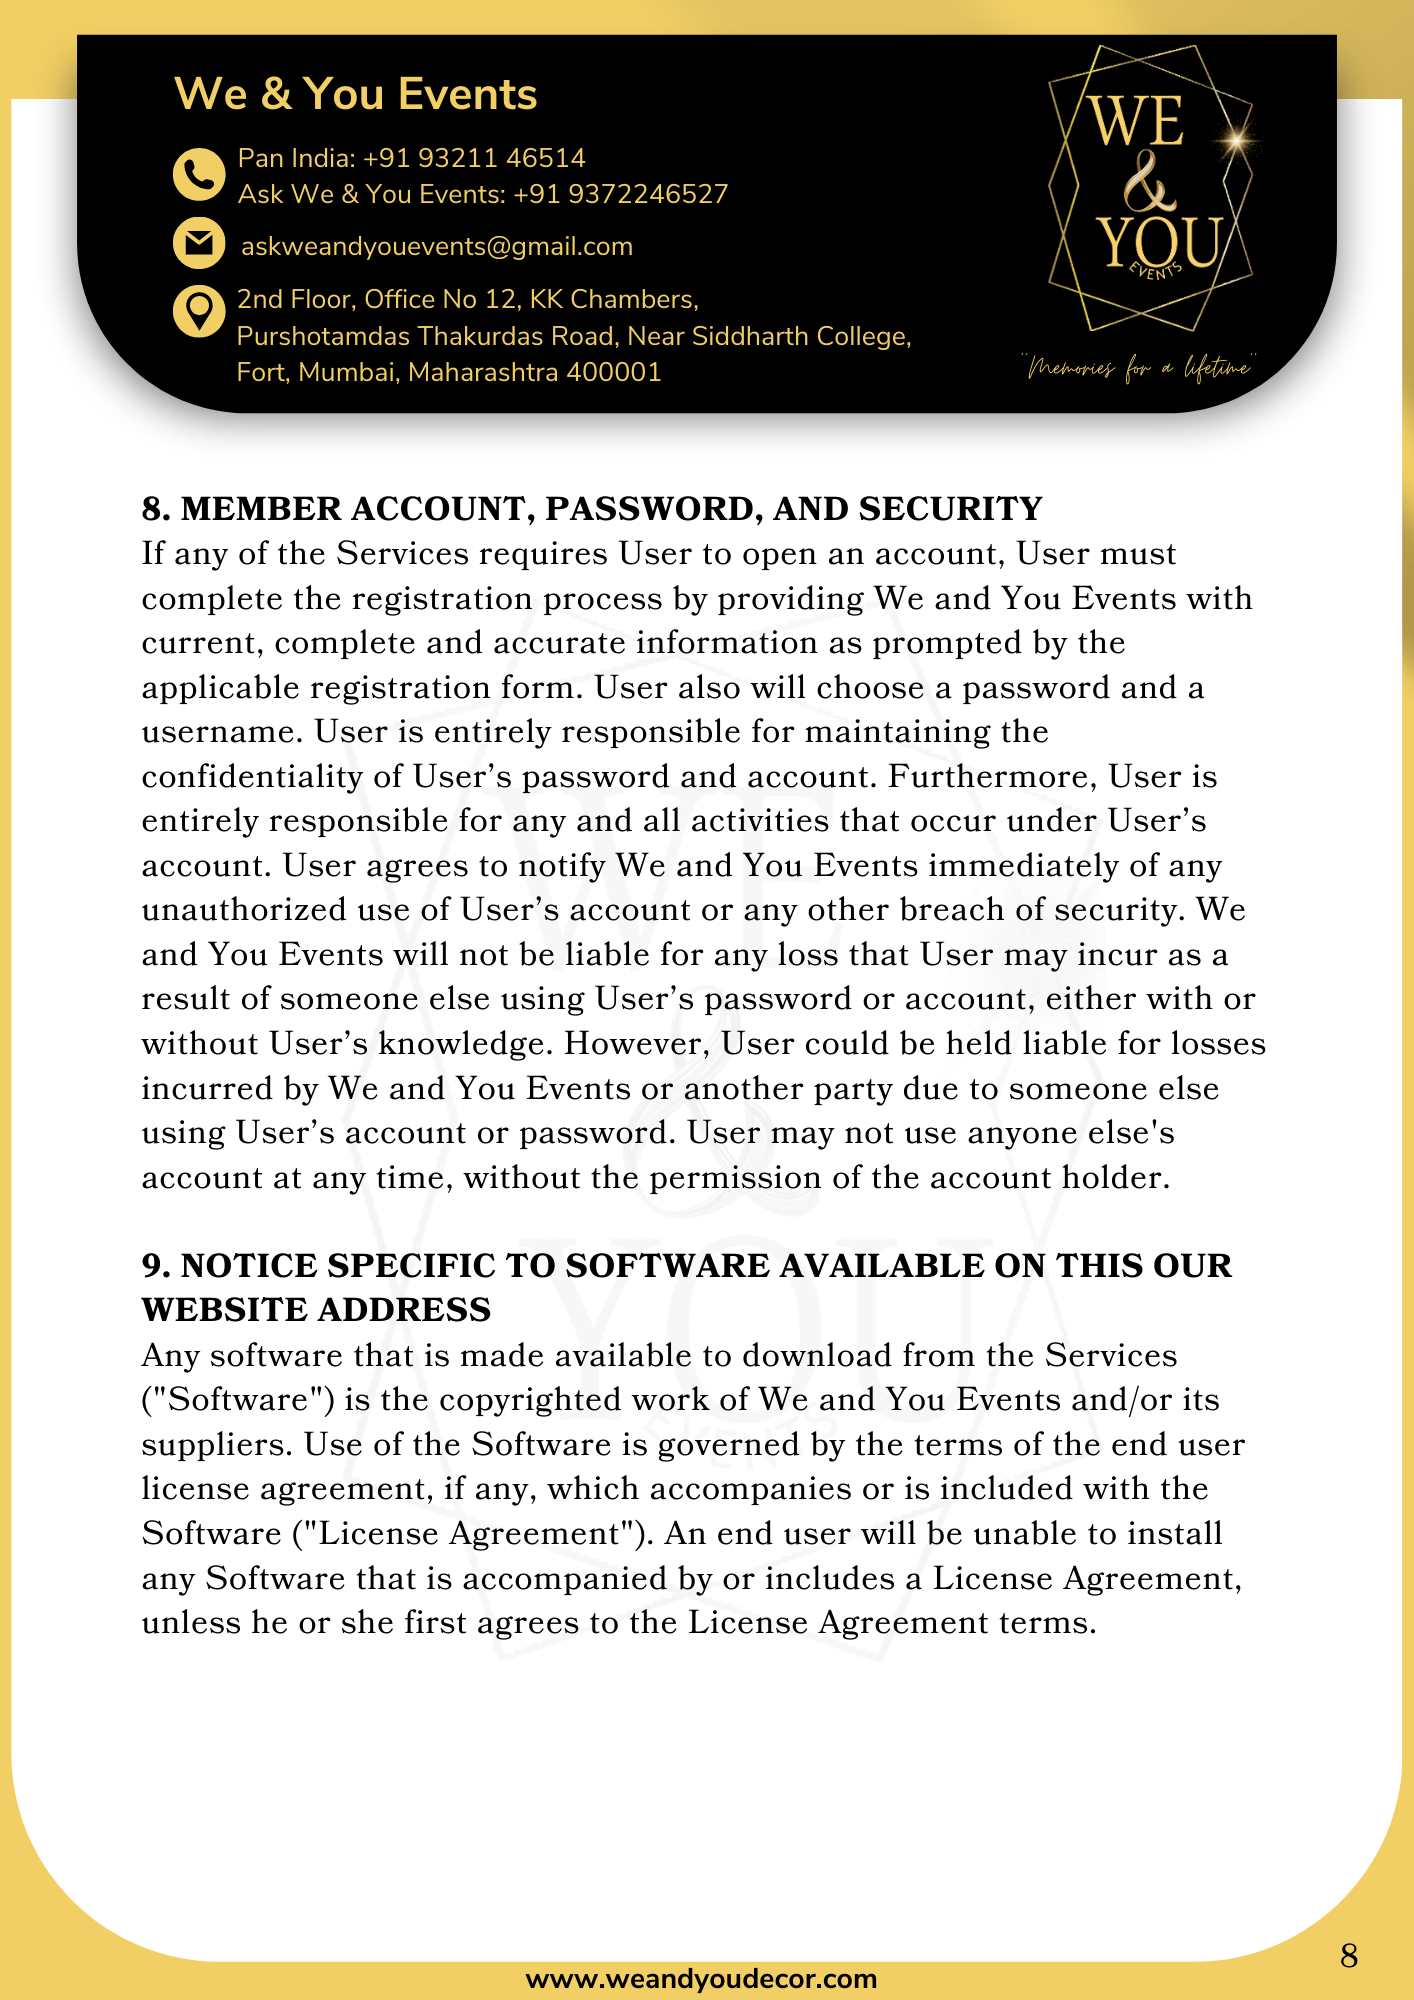 We & You Events
Pan India: +91 93211 46514
Ask We & You Events: +91 9372246527
askweandyouevents@gmail.com
2nd Floor, Office No 12, KK Chambers,
Purshotamdas Thakurdas Road, Near Siddharth College,
Fort, Mumbai, Maharashtra 400001
WE
&
YOU
EVENTS
"Memories for a lifetime"
8. MEMBER ACCOUNT, PASSWORD, AND SECURITY
If any of the Services requires User to open an account, User must
complete the registration process by providing We and You Events with
current, complete and accurate information as prompted by the
applicable registration form. User also will choose a password and a
username. User is entirely responsible for maintaining the
confidentiality of User’s password and account. Furthermore, User is
entirely responsible for any and all activities that occur under User’s
account. User agrees to notify We and You Events immediately of any
unauthorized use of User’s account or any other breach of security. We
and You Events will not be liable for any loss that User may incur as a
result of someone else using User’s password or account, either with or
without User’s knowledge. However, User could be held liable for losses
incurred by We and You Events or another party due to someone else
using User’s account or password. User may not use anyone else's
account at any time, without the permission of the account holder.
9. NOTICE SPECIFIC TO SOFTWARE AVAILABLE ON THIS OUR
WEBSITE ADDRESS
Any software that is made available to download from the Services
("Software") is the copyrighted work of We and You Events and/or its
suppliers. Use of the Software is governed by the terms of the end user
license agreement, if any, which accompanies or is included with the
Software ("License Agreement"). An end user will be unable to install
any Software that is accompanied by or includes a License Agreement,
unless he or she first agrees to the License Agreement terms.
WE
&
YOU
EVENTS
8
www.weandyoudecor.com